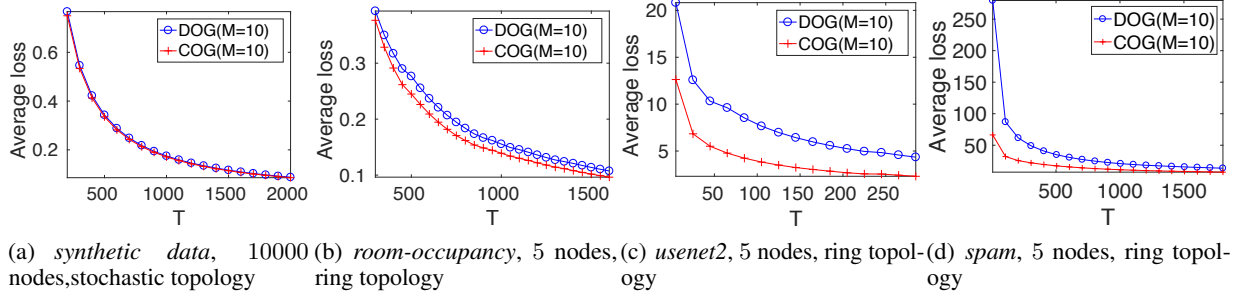 DOG(M=10)
COG(M=10)
Average loss
0.6
0.4
0.2
500
1000
1500
2000
T
DOG(M=10)
COG(M=10)
Average loss
0.3
0.2
0.1
500
1000
1500
T
DOG(M=10)
COG(M=10)
Average loss
20
15
10
5
50
100
150
200
250
T
DOG(M=10)
COG(M=10)
Average loss
250
200
150
100
50
500
1000
1500
T
(a) synthetic data, 10000
nodes,stochastic topology
(b) room-occupancy, 5 nodes,
ring topology
(c) usenet2, 5 nodes, ring topol-
ogy
(d) spam, 5 nodes, ring topol-
ogy